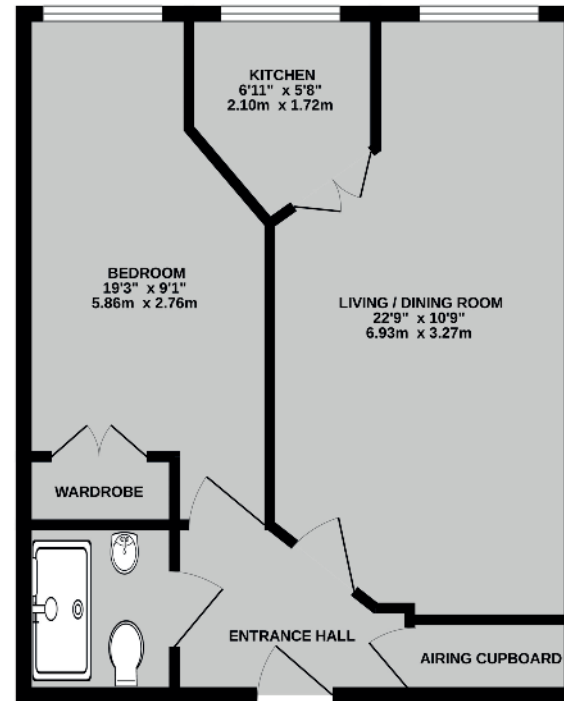 KITCHEN
6'11" x 5'8"
2.10m x 1.72m
BEDROOM
19'3" x 9'1"
5.86m x 2.76m
LIVING / DINING ROOM
22'9" x 10'9"
6.93m x 3.27m
WARDROBE
ENTRANCE HALL
AIRING CUPBOARD